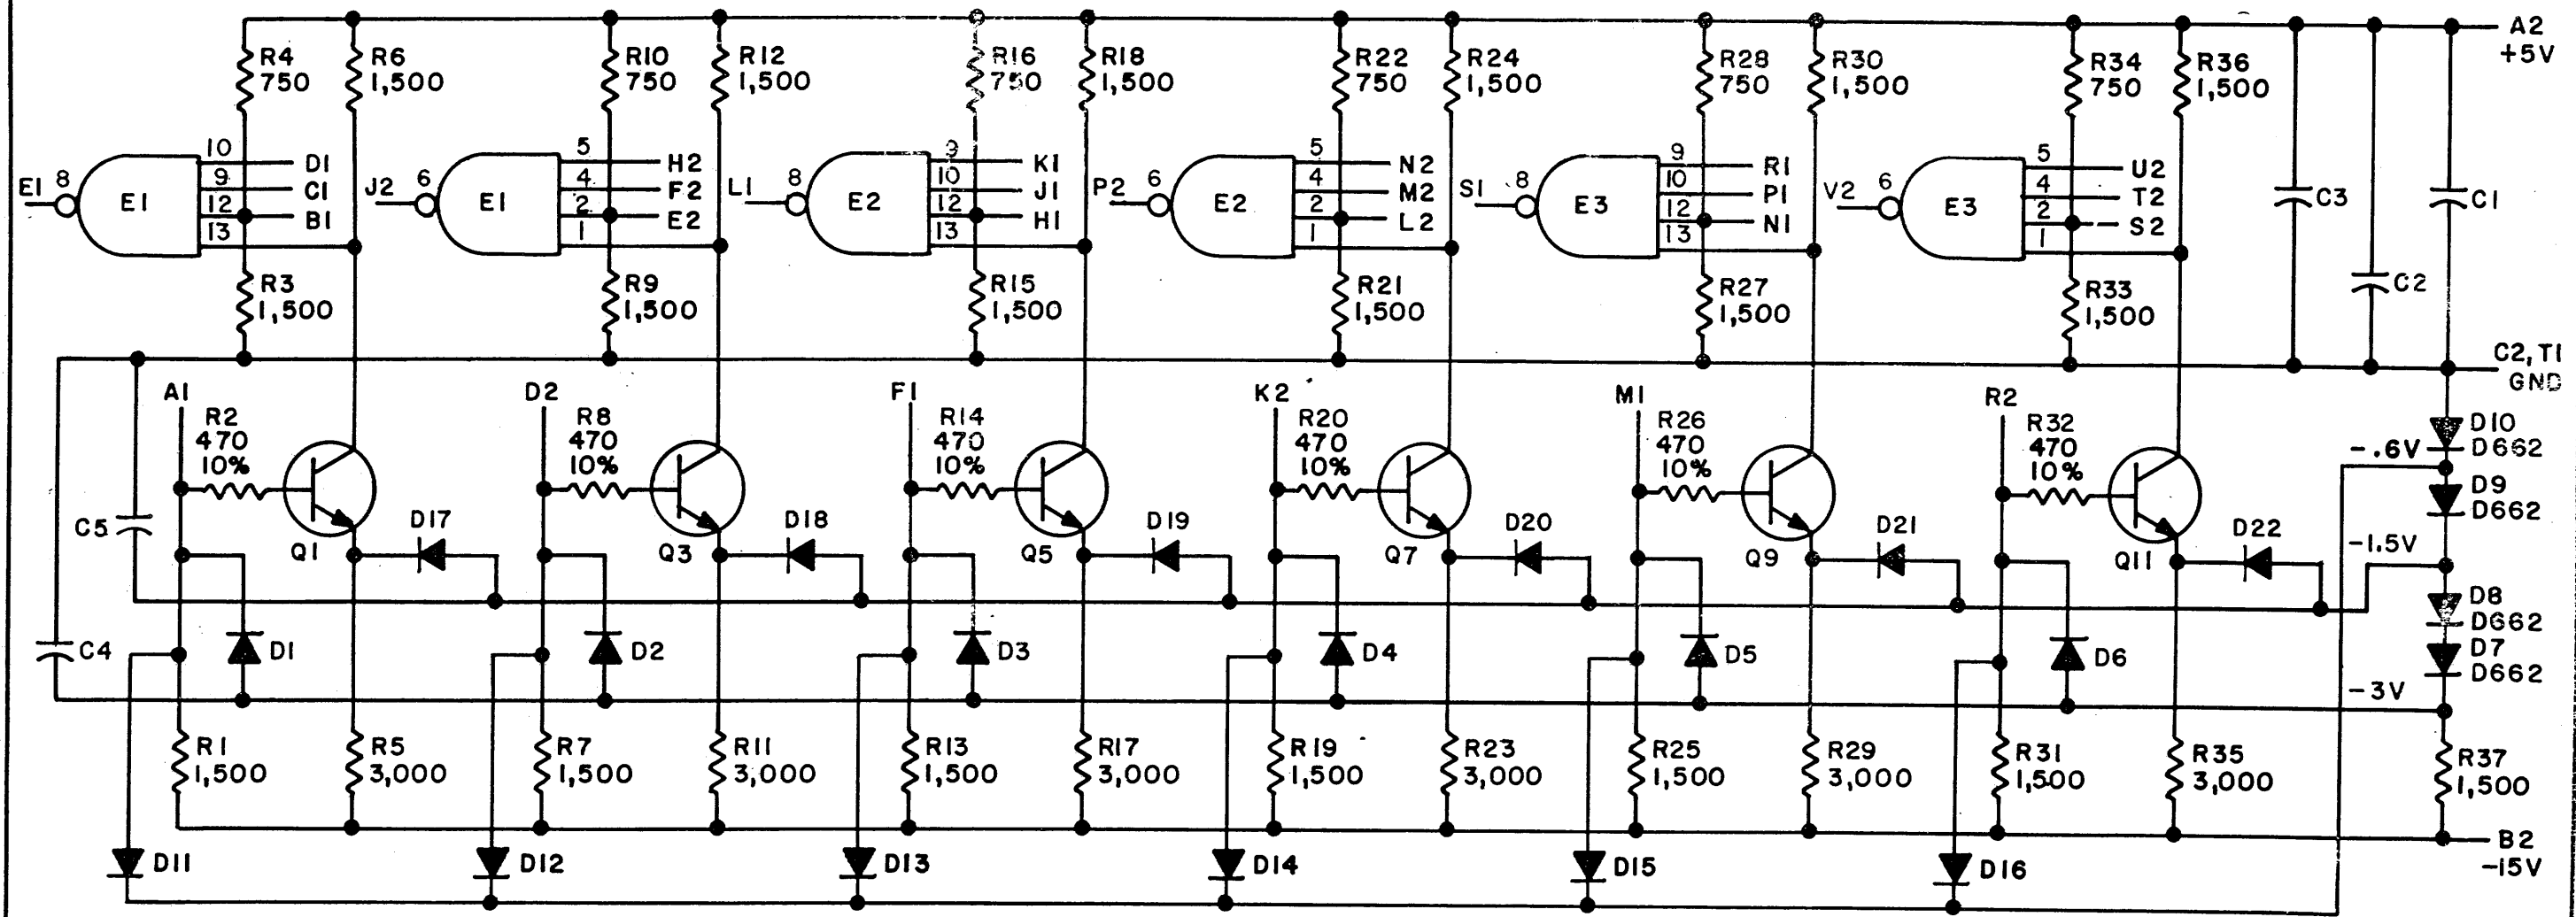 A2
+5V
R4
750
R6
1,500
R10
750
R12
1,500
R16
750
R18
1,500
R22
750
R24
1,500
R28
750
R30
1,500
R34
750
R36
1,500
E1 8
E1
10 D1
9 C1
12 B1
13
J2 6
E1
5 H2
4 F2
2 E2
1
L1 8
E2
9 K1
10 J1
12 H1
13
P2 6
E2
5 N2
4 M2
2 L2
1
S1 8
E3
9 R1
10 P1
12 N1
13
V2 6
E3
5 U2
4 T2
2 S2
1
C3
C2
C1
R3
1,500
R9
1,500
R15
1,500
R21
1,500
R27
1,500
R33
1,500
C2, T1
GND
A1
R2
470
10%
Q1
D17
D2
R8
470
10%
Q3
D18
F1
R14
470
10%
Q5
D19
K2
R20
470
10%
Q7
D20
M1
R26
470
10%
Q9
D21
R2
R32
470
10%
Q11
D22
C5
C4
D1
D2
D3
D4
D5
D6
D10
D662
-.6V
D9
D662
-1.5V
D8
D662
D7
D662
-3V
R1
1,500
R5
3,000
R7
1,500
R11
3,000
R13
1,500
R17
3,000
R19
1,500
R23
3,000
R25
1,500
R29
3,000
R31
1,500
R35
3,000
R37
1,500
B2
-15V
D11
D12
D13
D14
D15
D16